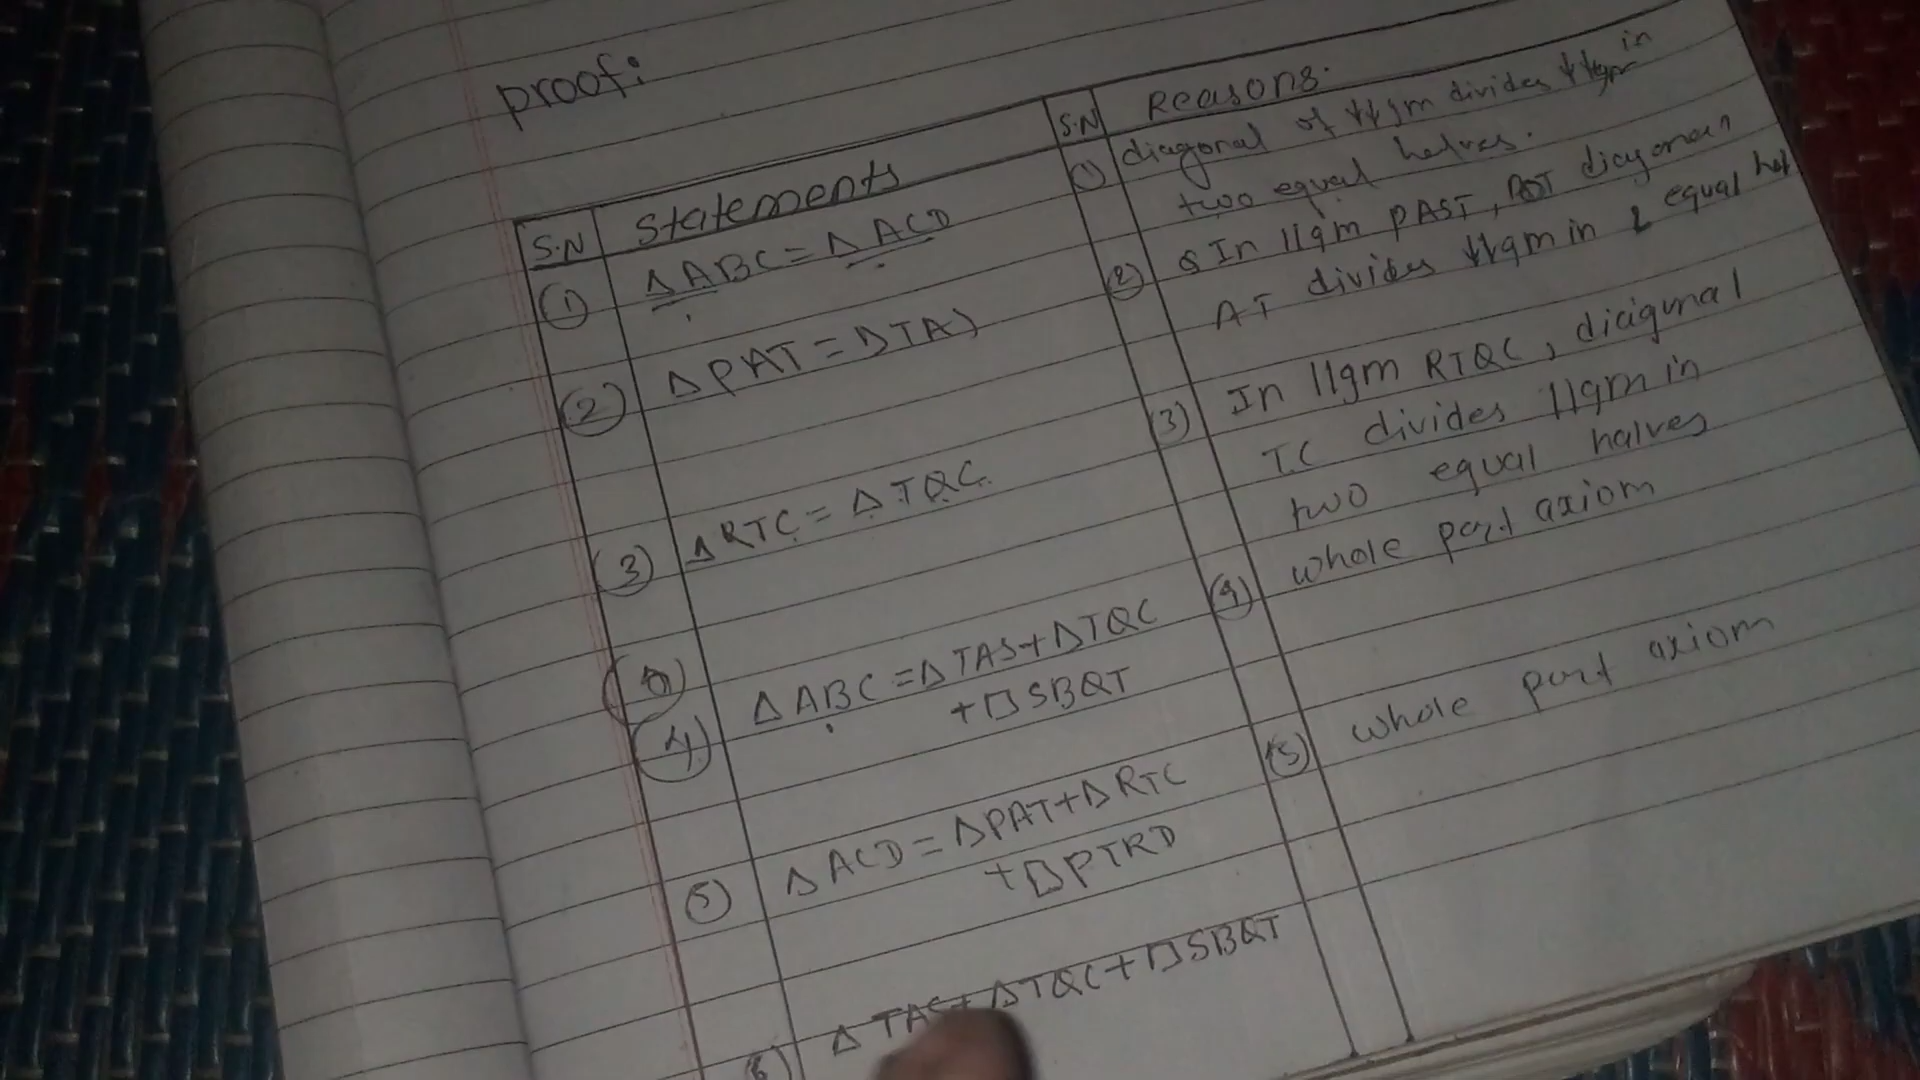 proof:
S.N Statements S.N Reasons.
① ΔABC = ΔACD ① diagonal of ||gm divides ||gm in
two equal halves.
② ΔPAT = ΔTAS ② In ||gm PAST, diagonal
AT divides ||gm in 2 equal
③ ΔRTC = ΔTQC ③ In ||gm RTQC, diagonal
TC divides ||gm in
two equal halves
④ ΔABC = ΔTAS + ΔTQC ④ whole part axiom
+ ▱SBQT
⑤ ΔACD = ΔPAT + ΔRTC ⑤ whole part axiom
+ ▱PTRD
⑥ ΔTAS + ΔTQC + ▱SBQT